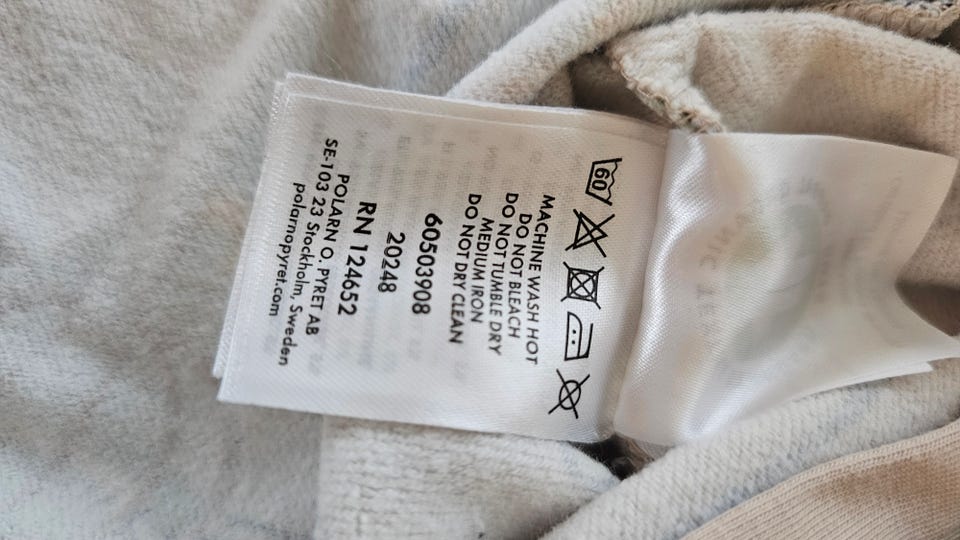 60
MACHINE WASH HOT
DO NOT BLEACH
DO NOT TUMBLE DRY
MEDIUM IRON
DO NOT DRY CLEAN
60503908
20248
RN 124652
POLARN O. PYRET AB
SE-103 23 Stockholm, Sweden
polarnopyret.com